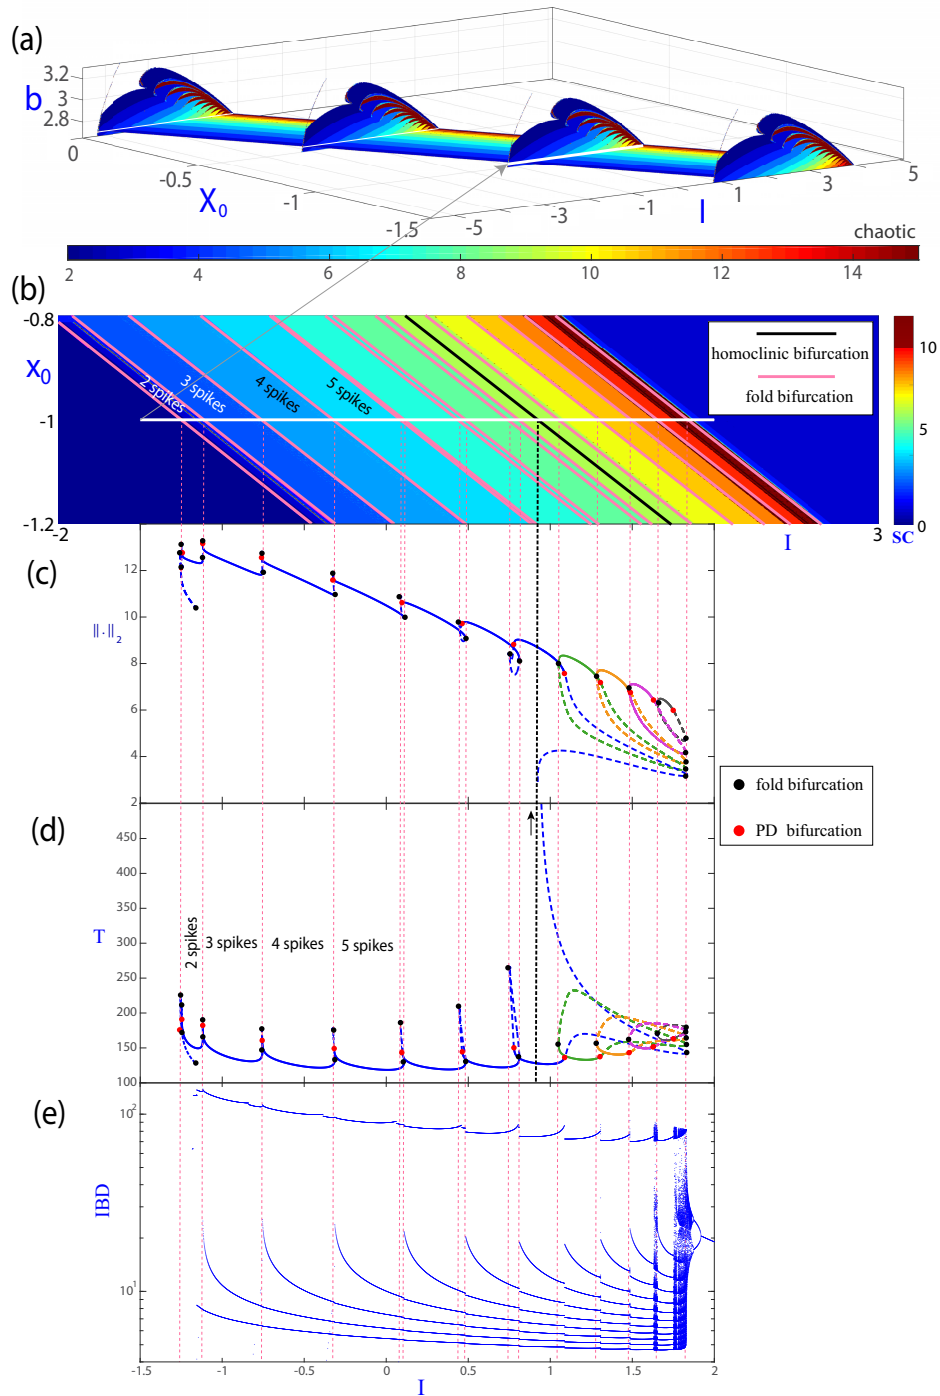 (a)
3.2
3
2.8
b
0
-0.5
-1
-1.5
X0
-5
-3
-1
1
3
5
I
chaotic
2
4
6
8
10
12
14
(b)
-0.8
x0
-1
-1.2
2 spikes
3 spikes
4 spikes
5 spikes
homoclinic bifurcation
fold bifurcation
10
5
0
SC
-2
I
3
(c)
12
10
8
6
4
2
||·||2
fold bifurcation
PD bifurcation
(d)
450
400
350
300
250
200
150
100
T
2 spikes
3 spikes
4 spikes
5 spikes
(e)
10^2
10^1
IBD
-1.5
-1
-0.5
0
0.5
1
1.5
2
I